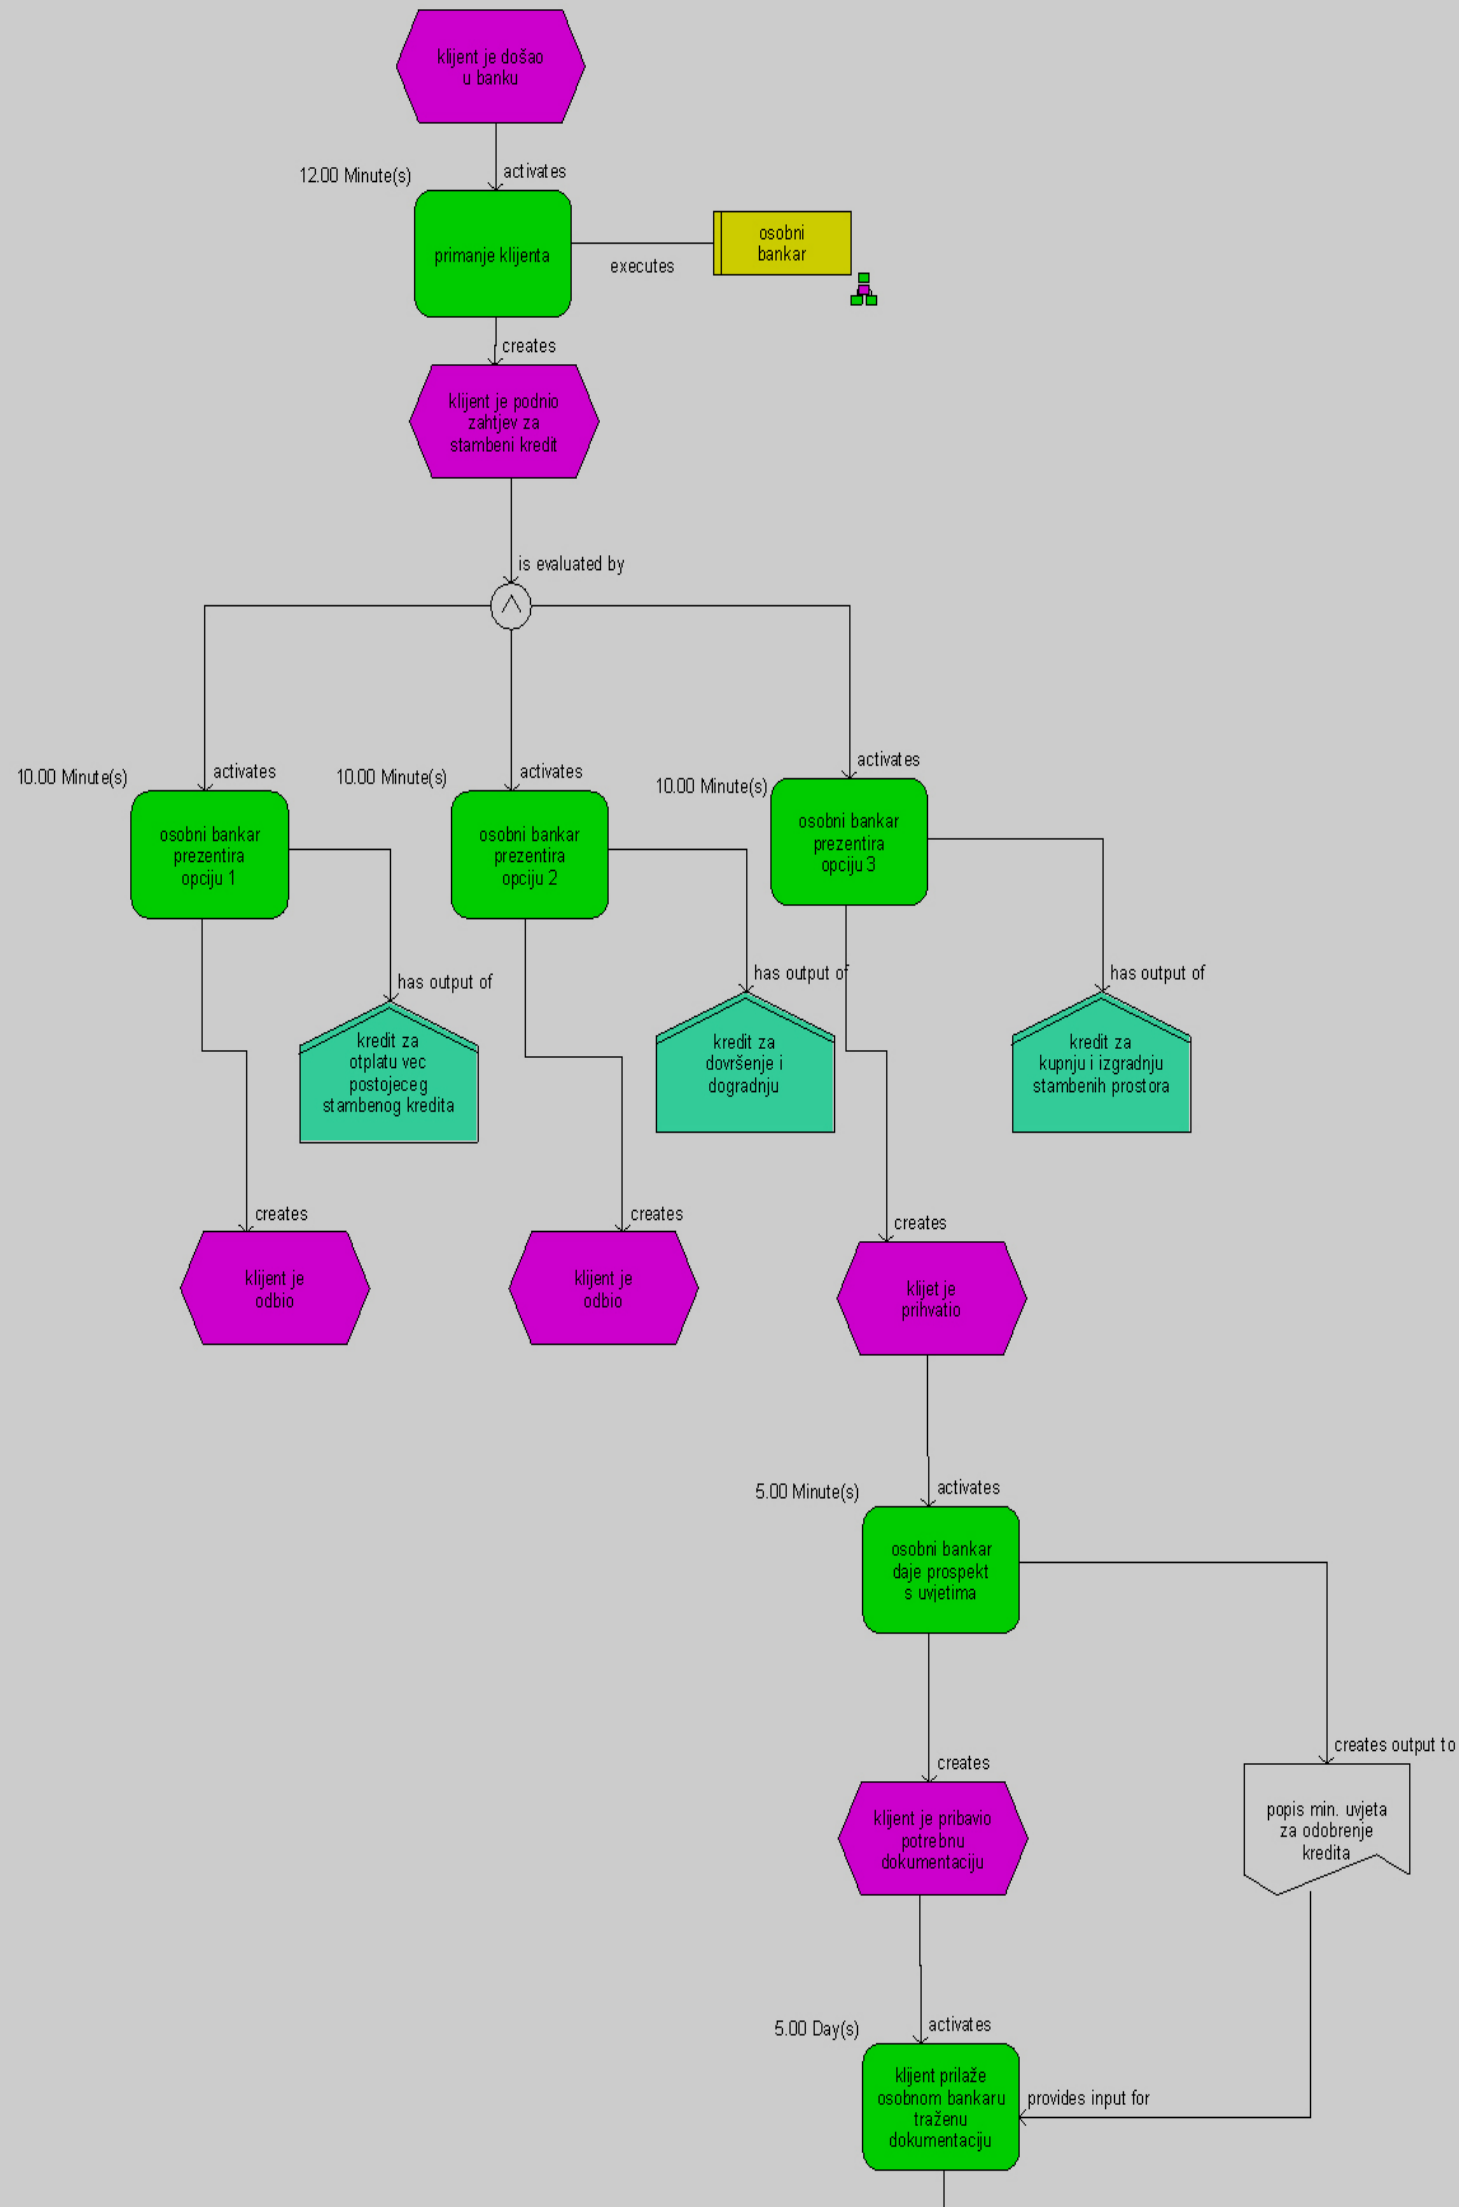 klijent je došao
u banku
activates
12.00 Minute(s)
primanje klijenta
executes
osobni
bankar
creates
klijent je podnio
zahtjev za
stambeni kredit
is evaluated by
10.00 Minute(s)
activates
10.00 Minute(s)
activates
10.00 Minute(s)
activates
osobni bankar
prezentira
opciju 1
osobni bankar
prezentira
opciju 2
osobni bankar
prezentira
opciju 3
has output of
has output of
has output of
kredit za
otplatu vec
postojeceg
stambenog kredita
kredit za
dovršenje i
dogradnju
kredit za
kupnju i izgradnju
stambenih prostora
creates
creates
creates
klijent je
odbio
klijent je
odbio
klijet je
prihvatio
5.00 Minute(s)
activates
osobni bankar
daje prospekt
s uvjetima
creates
creates output to
klijent je pribavio
potrebnu
dokumentaciju
popis min. uvjeta
za odobrenje
kredita
5.00 Day(s)
activates
klijent prilaže
osobnom bankaru
traženu
dokumentaciju
provides input for